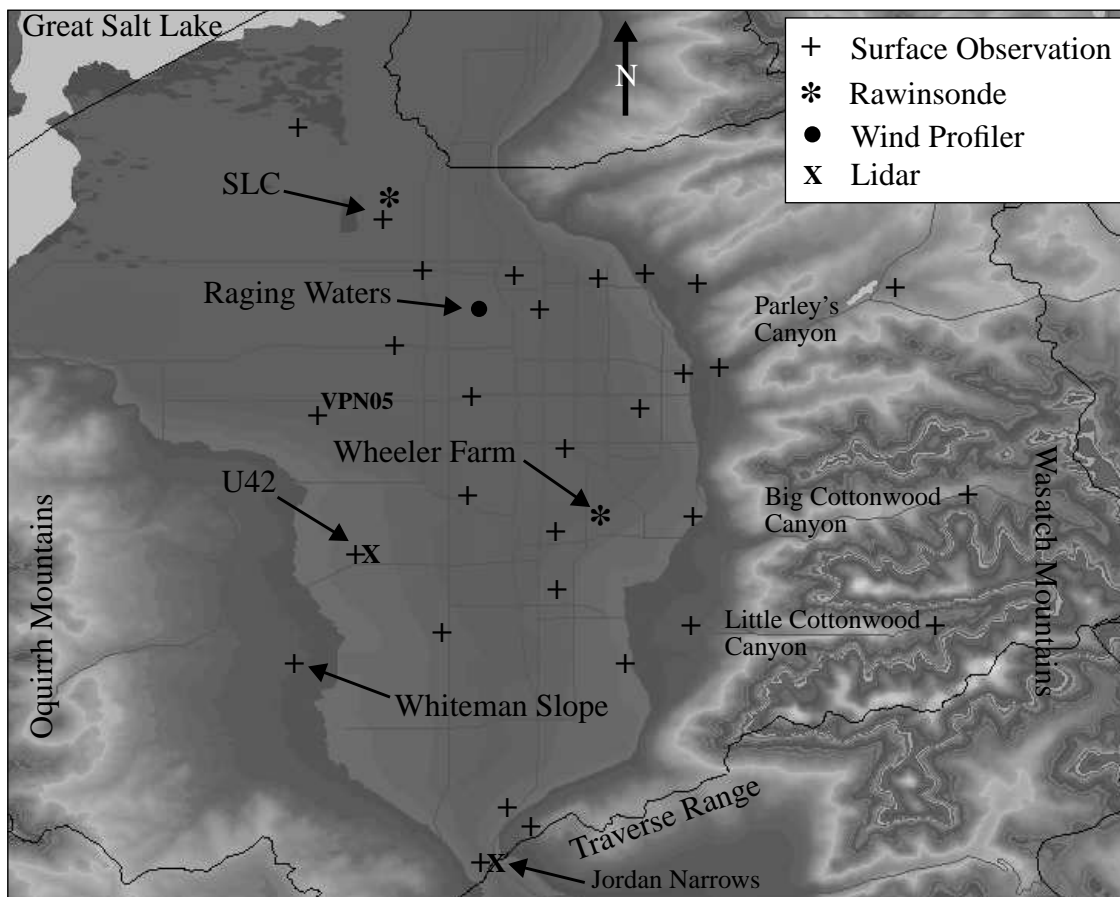 Great Salt Lake
N
+ Surface Observation
* Rawinsonde
● Wind Profiler
X Lidar
SLC
Raging Waters
Parley's
Canyon
VPN05
Wheeler Farm
U42
X
Big Cottonwood
Canyon
Wasatch Mountains
Oquirrh Mountains
Little Cottonwood
Canyon
Whiteman Slope
Traverse Range
X
Jordan Narrows